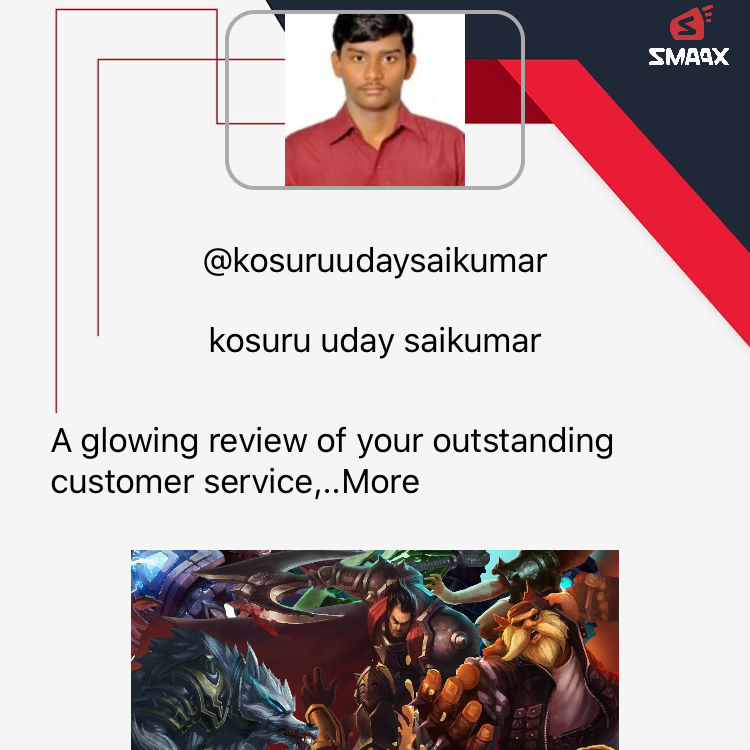 SMAAX
@kosuruudaysaikumar
kosuru uday saikumar
A glowing review of your outstanding
customer service,..More